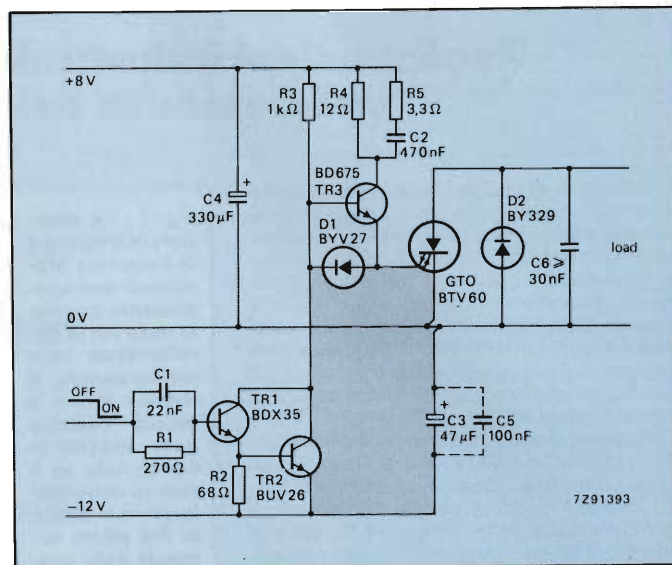 +8 V
R3
1 kΩ
R4
12 Ω
R5
3,3 Ω
C2
470 nF
BD675
TR3
C4
330 µF
+
D1
BYV27
D2
BY329
C6 ⩾
30 nF
load
GTO
BTV60
0 V
OFF
ON
C1
22 nF
TR1
BDX35
R1
270 Ω
R2
68 Ω
TR2
BUV26
+
C3
47 µF
C5
100 nF
-12 V
7Z91393